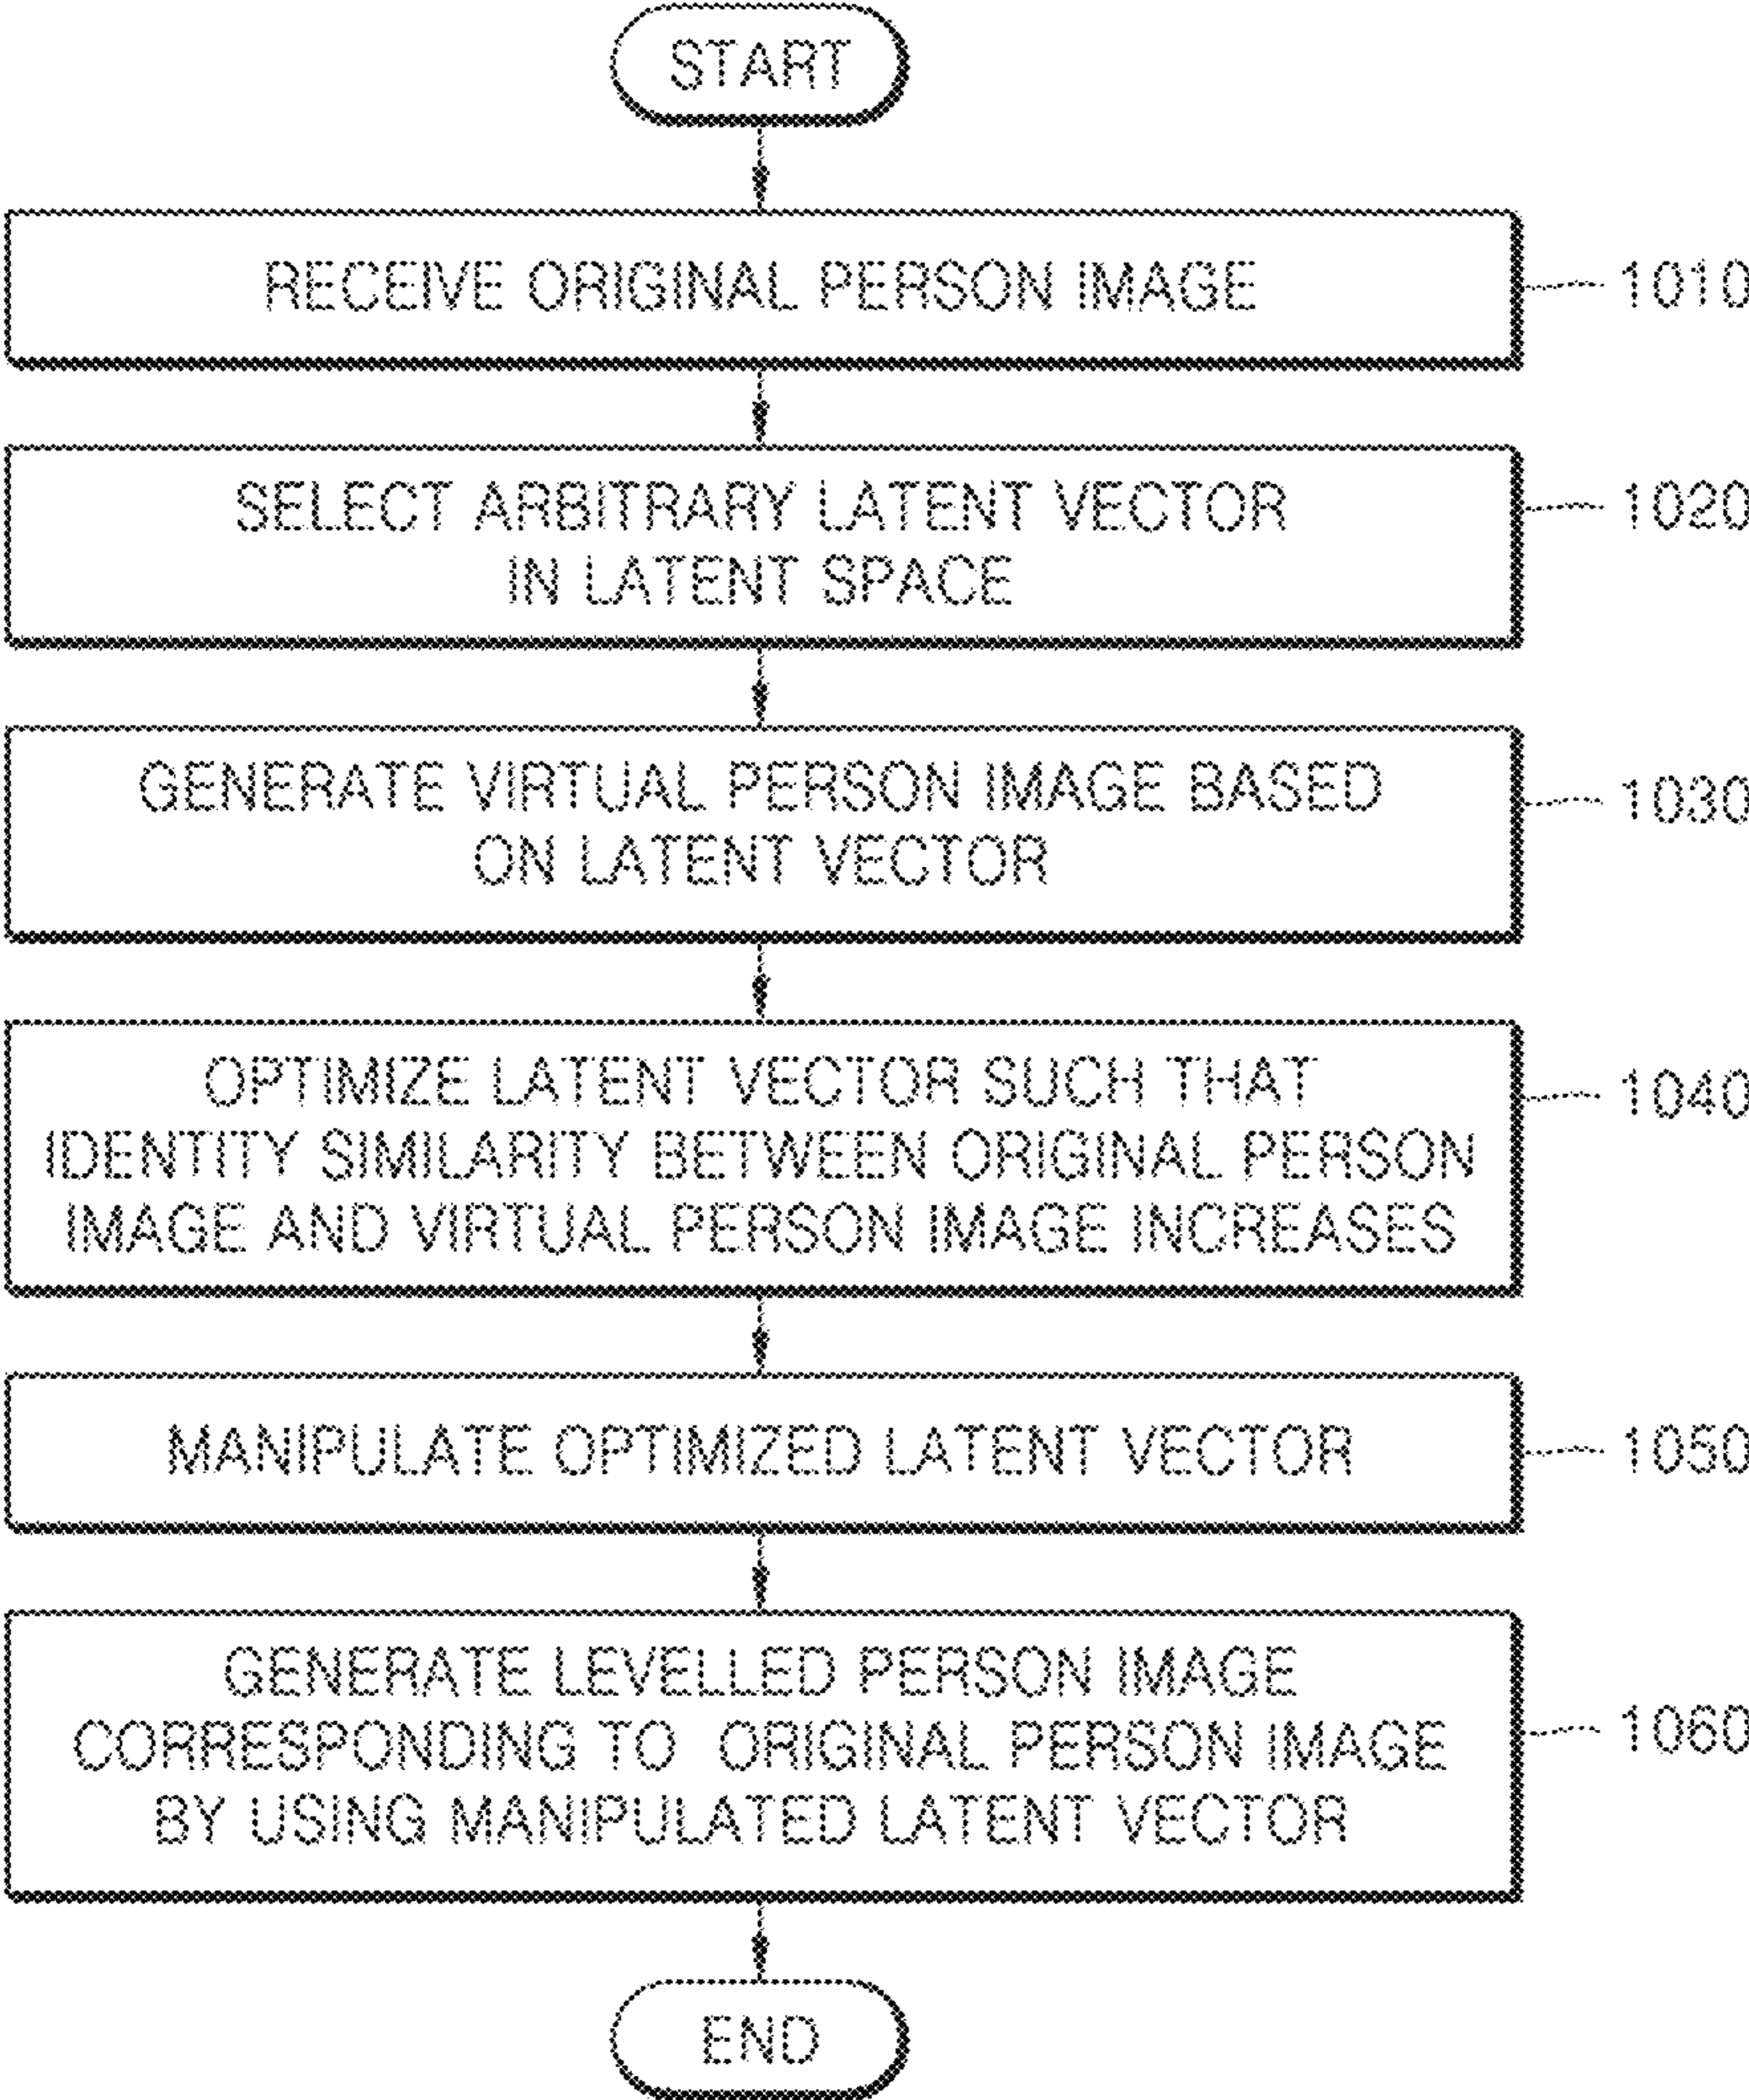 START
RECEIVE ORIGINAL PERSON IMAGE
1010
SELECT ARBITRARY LATENT VECTOR
IN LATENT SPACE
1020
GENERATE VIRTUAL PERSON IMAGE BASED
ON LATENT VECTOR
1030
OPTIMIZE LATENT VECTOR SUCH THAT
IDENTITY SIMILARITY BETWEEN ORIGINAL PERSON
IMAGE AND VIRTUAL PERSON IMAGE INCREASES
1040
MANIPULATE OPTIMIZED LATENT VECTOR
1050
GENERATE LEVELLED PERSON IMAGE
CORRESPONDING TO ORIGINAL PERSON IMAGE
BY USING MANIPULATED LATENT VECTOR
1060
END